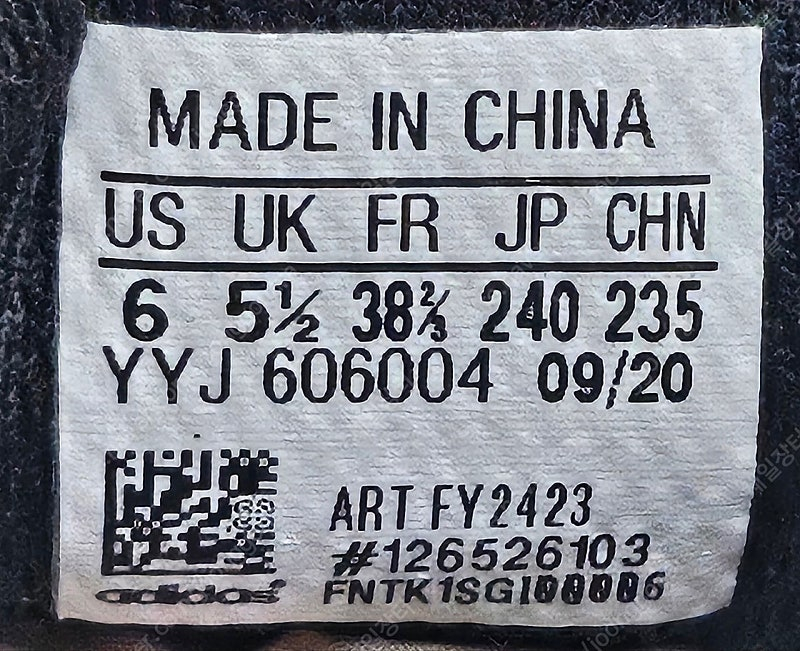 MADE IN CHINA
US UK FR JP CHN
6 5½ 38⅔ 240 235
YYJ 606004 09/20
ART FY2423
#126526103
adidas